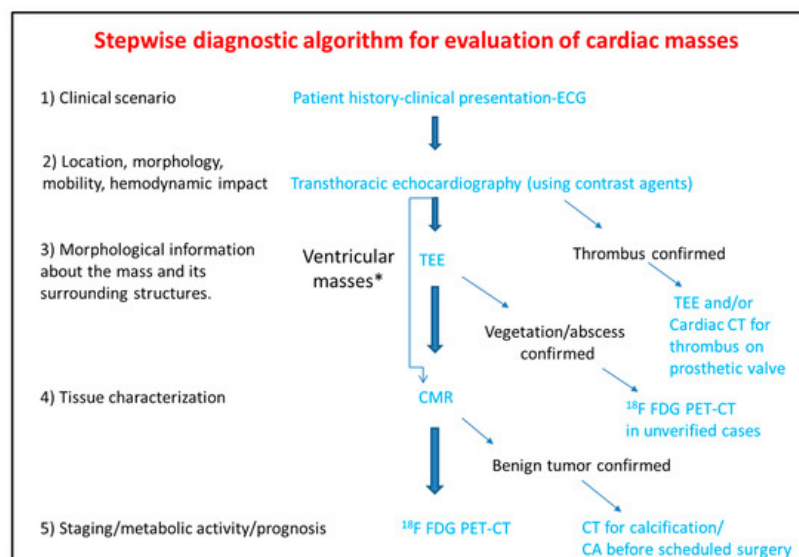 Stepwise diagnostic algorithm for evaluation of cardiac masses
1) Clinical scenario
Patient history-clinical presentation-ECG
2) Location, morphology,
mobility, hemodynamic impact
Transthoracic echocardiography (using contrast agents)
3) Morphological information
about the mass and its
surrounding structures.
Ventricular
masses*
TEE
Thrombus confirmed
TEE and/or
Cardiac CT for
thrombus on
prosthetic valve
Vegetation/abscess
confirmed
¹⁸F FDG PET-CT
in unverified cases
4) Tissue characterization
CMR
Benign tumor confirmed
5) Staging/metabolic activity/prognosis
¹⁸F FDG PET-CT
CT for calcification/
CA before scheduled surgery